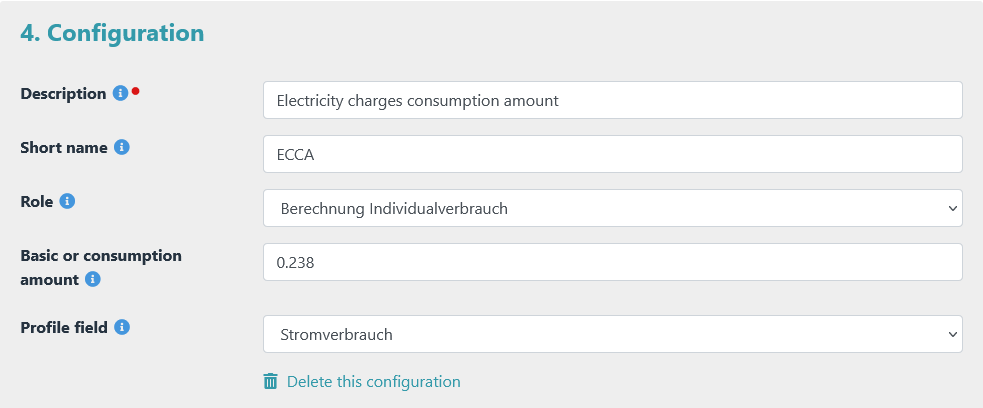 4. Configuration
Description
Electricity charges consumption amount
Short name
ECCA
Role
Berechnung Individualverbrauch
Basic or consumption
amount
0.238
Profile field
Stromverbrauch
Delete this configuration